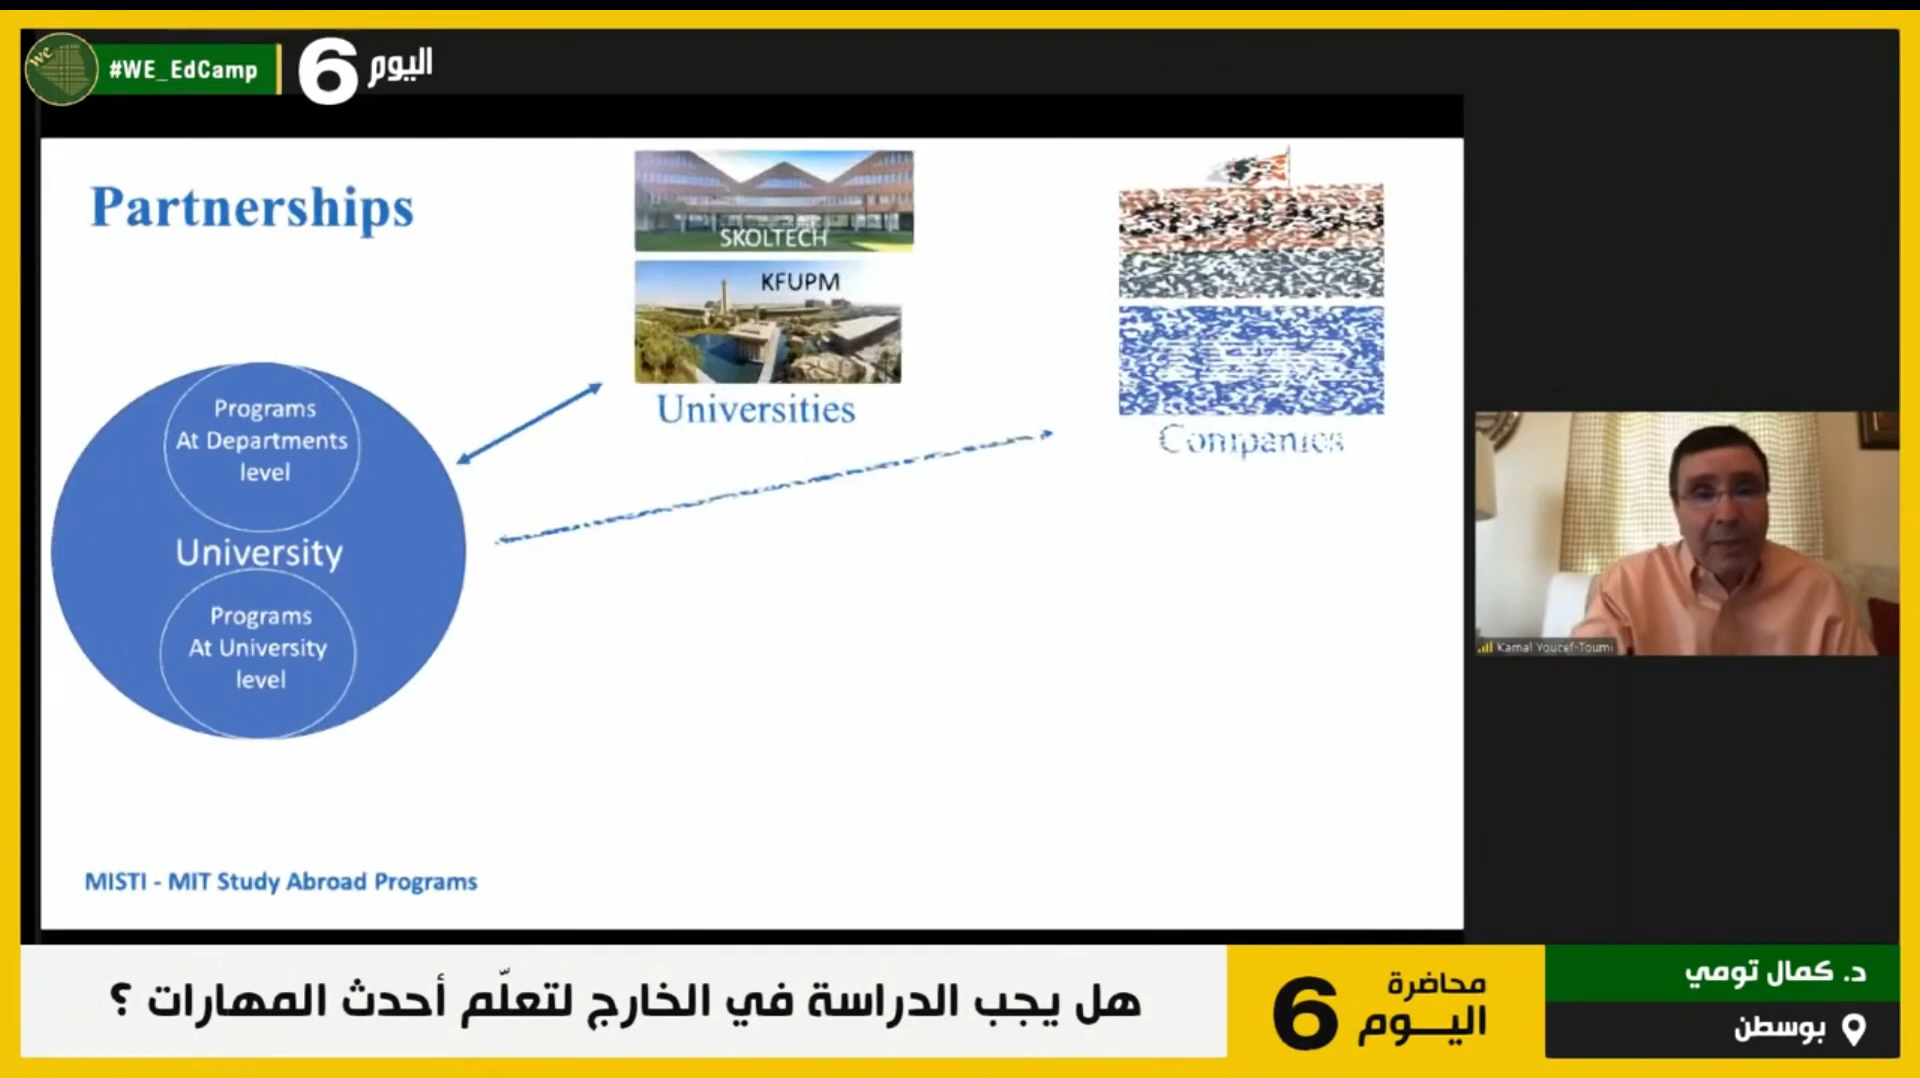 we
#WE_EdCamp
اليوم 6
Partnerships
SKOLTECH
KFUPM
Universities
Companies
Programs
At Departments
level
University
Programs
At University
level
MISTI - MIT Study Abroad Programs
Kamal Youcef-Toumi
هل يجب الدراسة في الخارج لتعلّم أحدث المهارات ؟
محاضرة
اليـــوم 6
د. كمال تومي
بوسطن